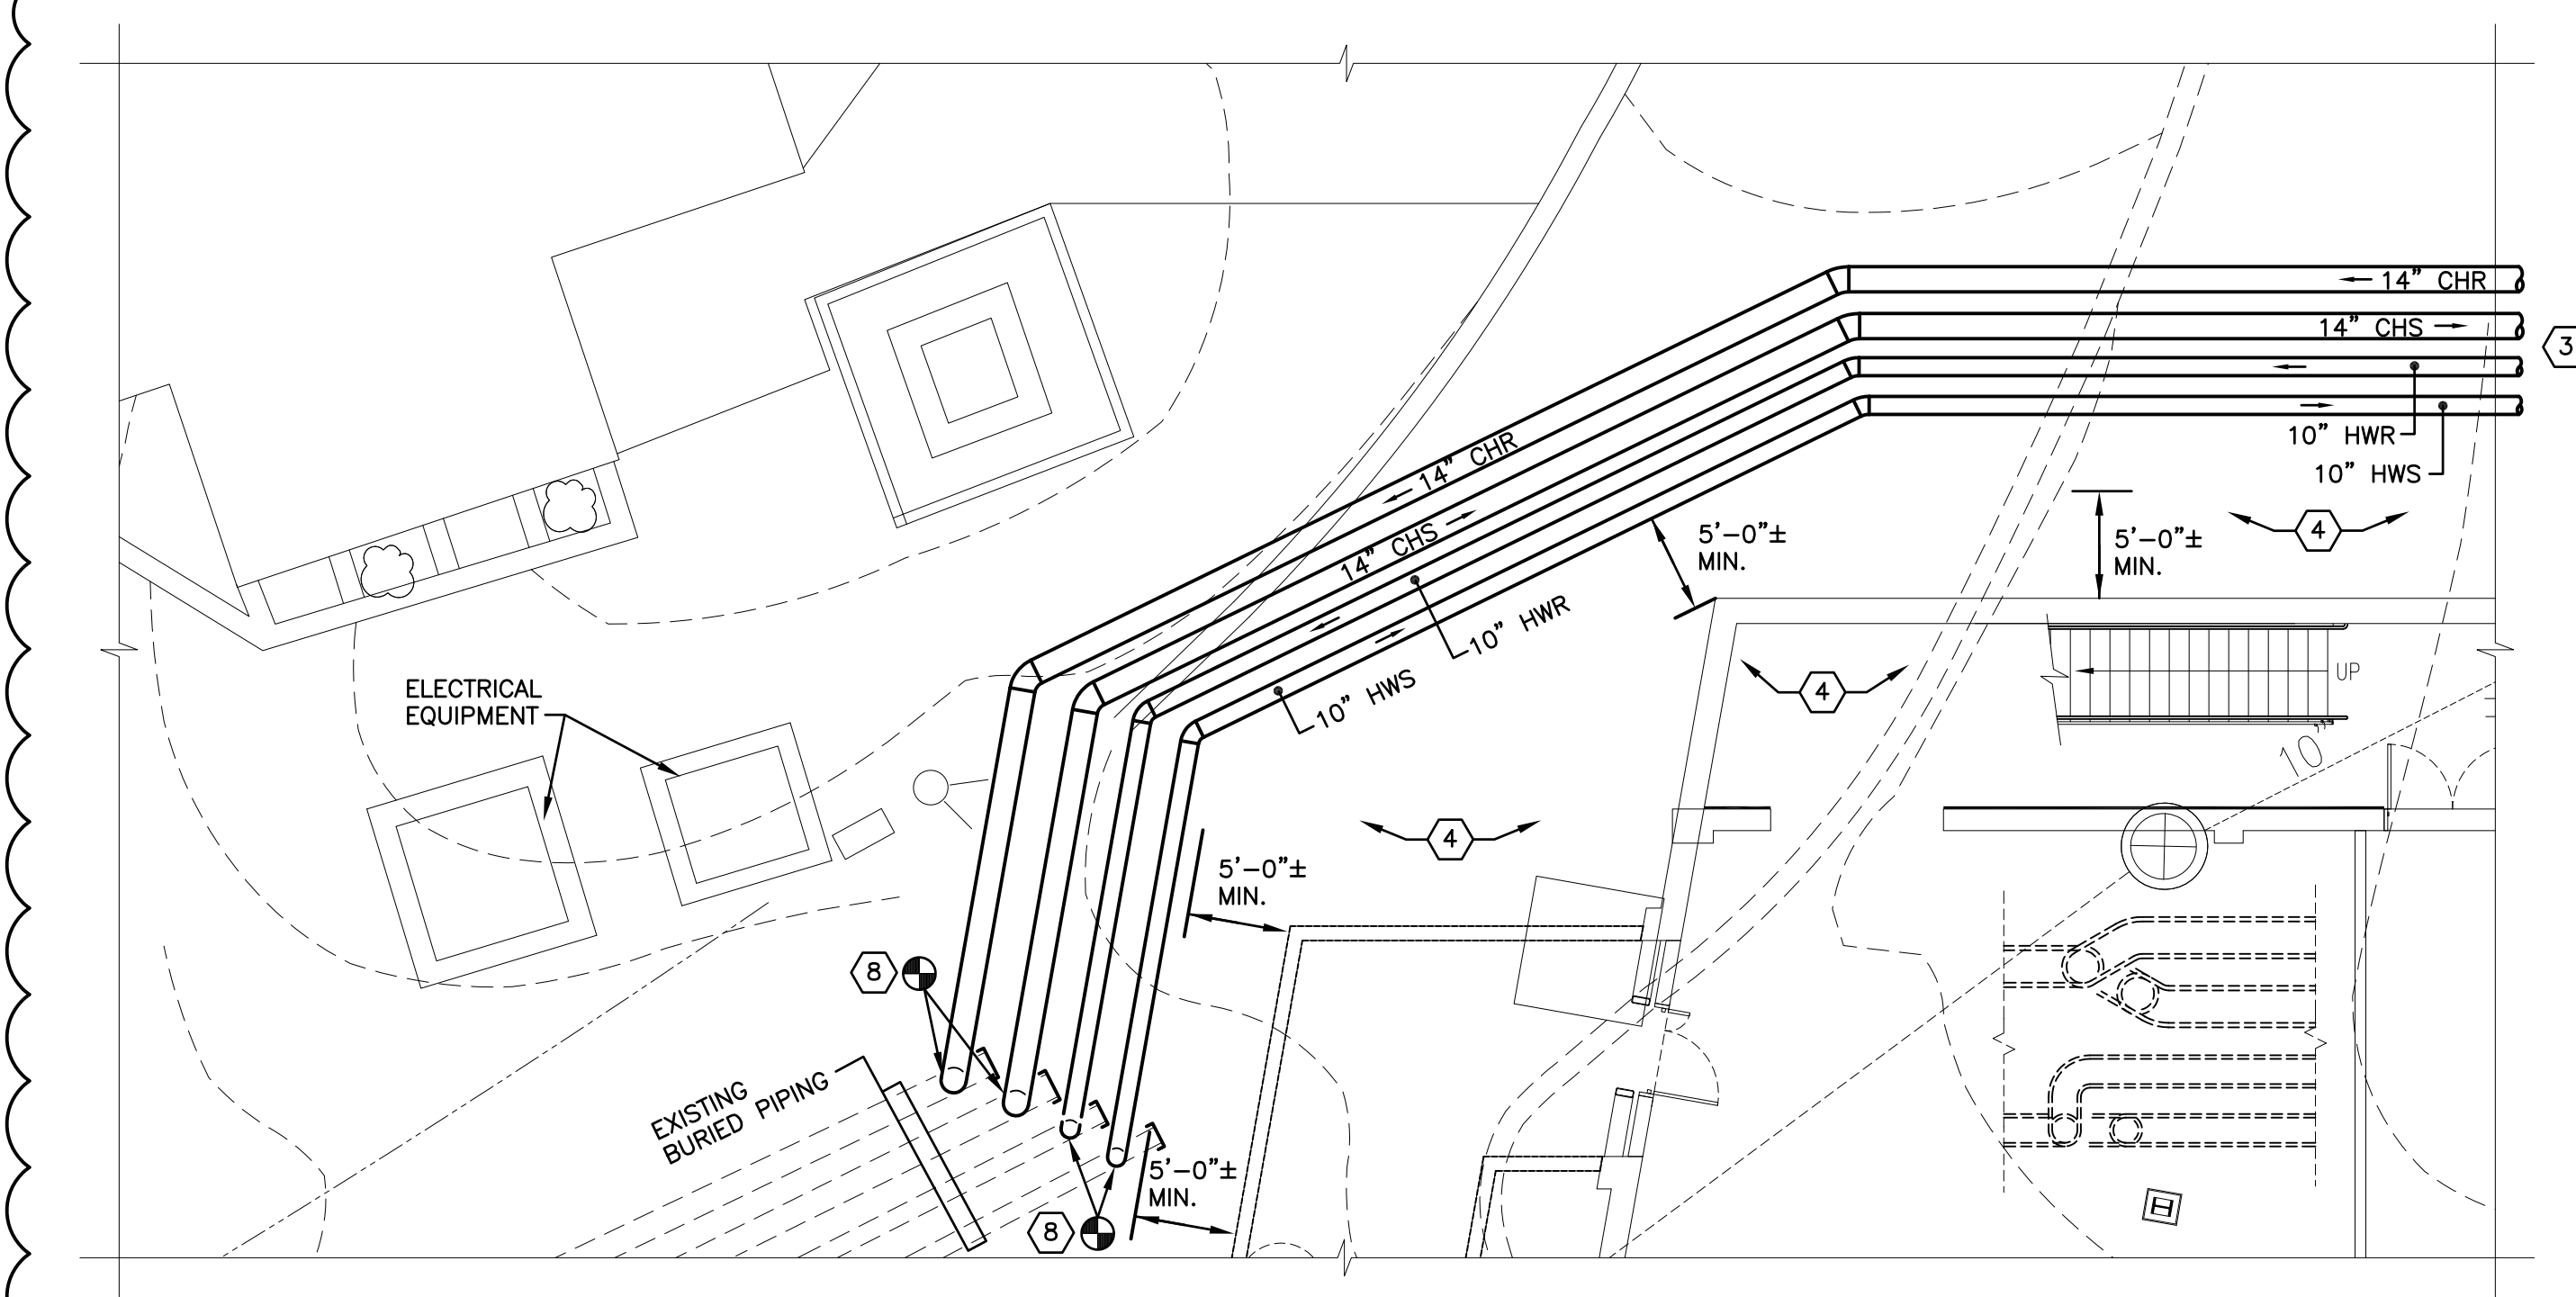 14” CHR
14” CHS
3
10” HWR
10” HWS
14” CHR
14” CHS
5’-0”±
MIN.
5’-0”±
MIN.
4
10” HWR
10” HWS
4
UP
ELECTRICAL
EQUIPMENT
10”
4
5’-0”±
MIN.
8
EXISTING
BURIED PIPING
5’-0”±
MIN.
8